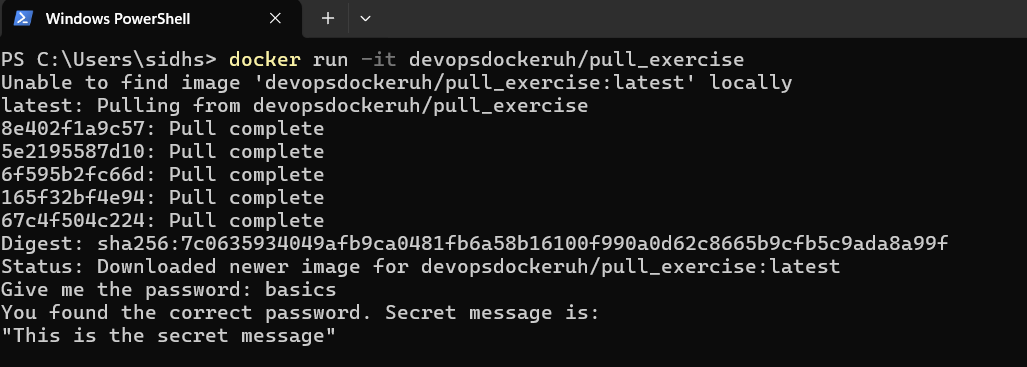 Windows PowerShell
PS C:\Users\sidhs> docker run -it devopsdockeruh/pull_exercise
Unable to find image 'devopsdockeruh/pull_exercise:latest' locally
latest: Pulling from devopsdockeruh/pull_exercise
8e402f1a9c57: Pull complete
5e2195587d10: Pull complete
6f595b2fc66d: Pull complete
165f32bf4e94: Pull complete
67c4f504c224: Pull complete
Digest: sha256:7c0635934049afb9ca0481fb6a58b16100f990a0d62c8665b9cfb5c9ada8a99f
Status: Downloaded newer image for devopsdockeruh/pull_exercise:latest
Give me the password: basics
You found the correct password. Secret message is:
"This is the secret message"